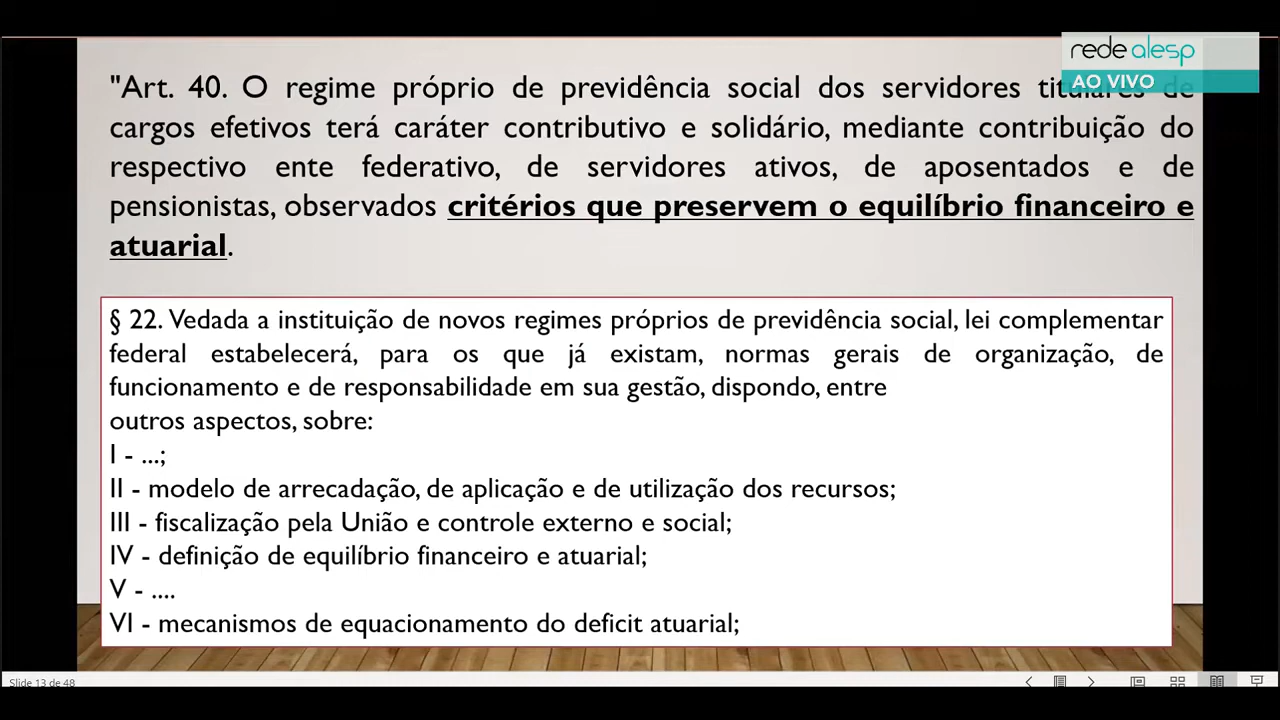 rede alesp
AO VIVO
"Art. 40. O regime próprio de previdência social dos servidores titulares de
cargos efetivos terá caráter contributivo e solidário, mediante contribuição do
respectivo ente federativo, de servidores ativos, de aposentados e de
pensionistas, observados critérios que preservem o equilíbrio financeiro e
atuarial.
§ 22. Vedada a instituição de novos regimes próprios de previdência social, lei complementar
federal estabelecerá, para os que já existam, normas gerais de organização, de
funcionamento e de responsabilidade em sua gestão, dispondo, entre
outros aspectos, sobre:
I - ...;
II - modelo de arrecadação, de aplicação e de utilização dos recursos;
III - fiscalização pela União e controle externo e social;
IV - definição de equilíbrio financeiro e atuarial;
V - ....
VI - mecanismos de equacionamento do deficit atuarial;
Slide 13 de 48